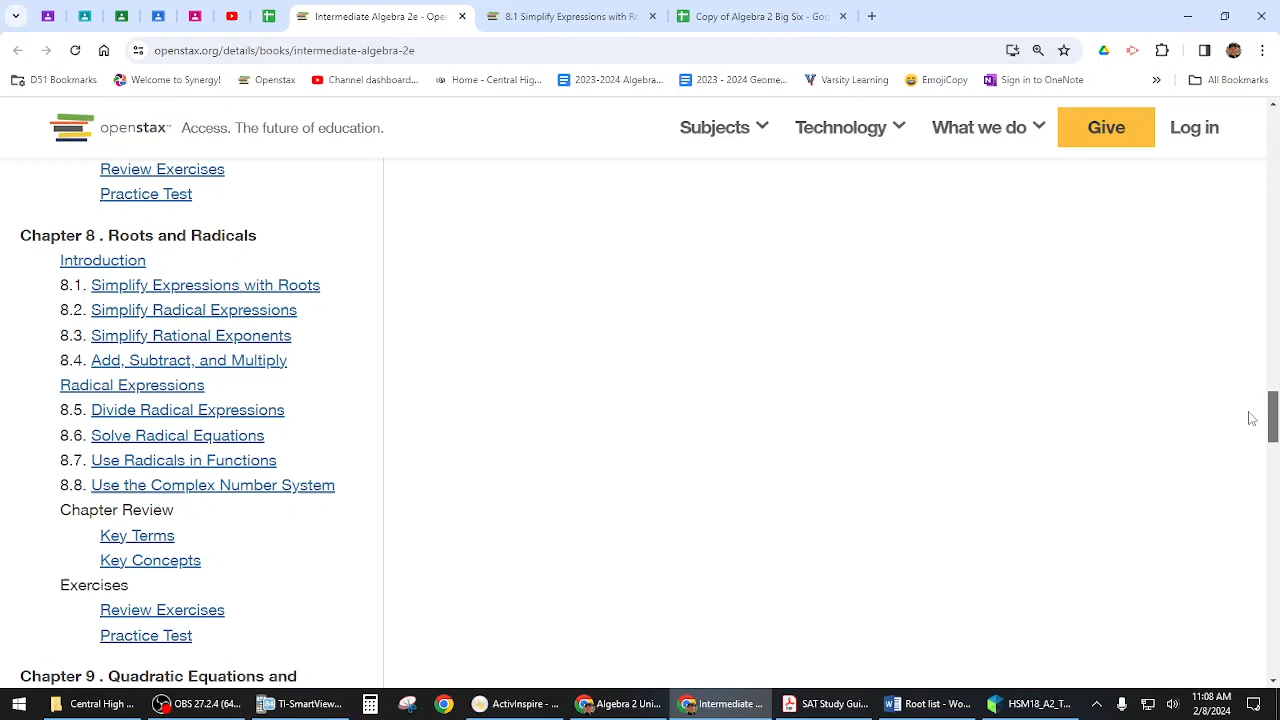 Intermediate Algebra 2e - Oper
8.1 Simplify Expressions with Ro
Copy of Algebra 2 Big Six - Goo
openstax.org/details/books/intermediate-algebra-2e
D51 Bookmarks
Welcome to Synergy!
Openstax
Channel dashboard...
Home - Central Hig...
2023-2024 Algebra...
2023 - 2024 Geome...
Varsity Learning
EmojiCopy
Sign in to OneNote
All Bookmarks
openstax™ Access. The future of education.
Subjects
Technology
What we do
Give
Log in
Review Exercises
Practice Test
Chapter 8 . Roots and Radicals
Introduction
8.1. Simplify Expressions with Roots
8.2. Simplify Radical Expressions
8.3. Simplify Rational Exponents
8.4. Add, Subtract, and Multiply
Radical Expressions
8.5. Divide Radical Expressions
8.6. Solve Radical Equations
8.7. Use Radicals in Functions
8.8. Use the Complex Number System
Chapter Review
Key Terms
Key Concepts
Exercises
Review Exercises
Practice Test
Chapter 9 . Quadratic Equations and
Central High ...
OBS 27.2.4 (64...
TI-SmartView...
ActivInspire - ...
Algebra 2 Uni...
Intermediate ...
SAT Study Gui...
Root list - Wo...
HSM18_A2_T...
11:08 AM
2/8/2024